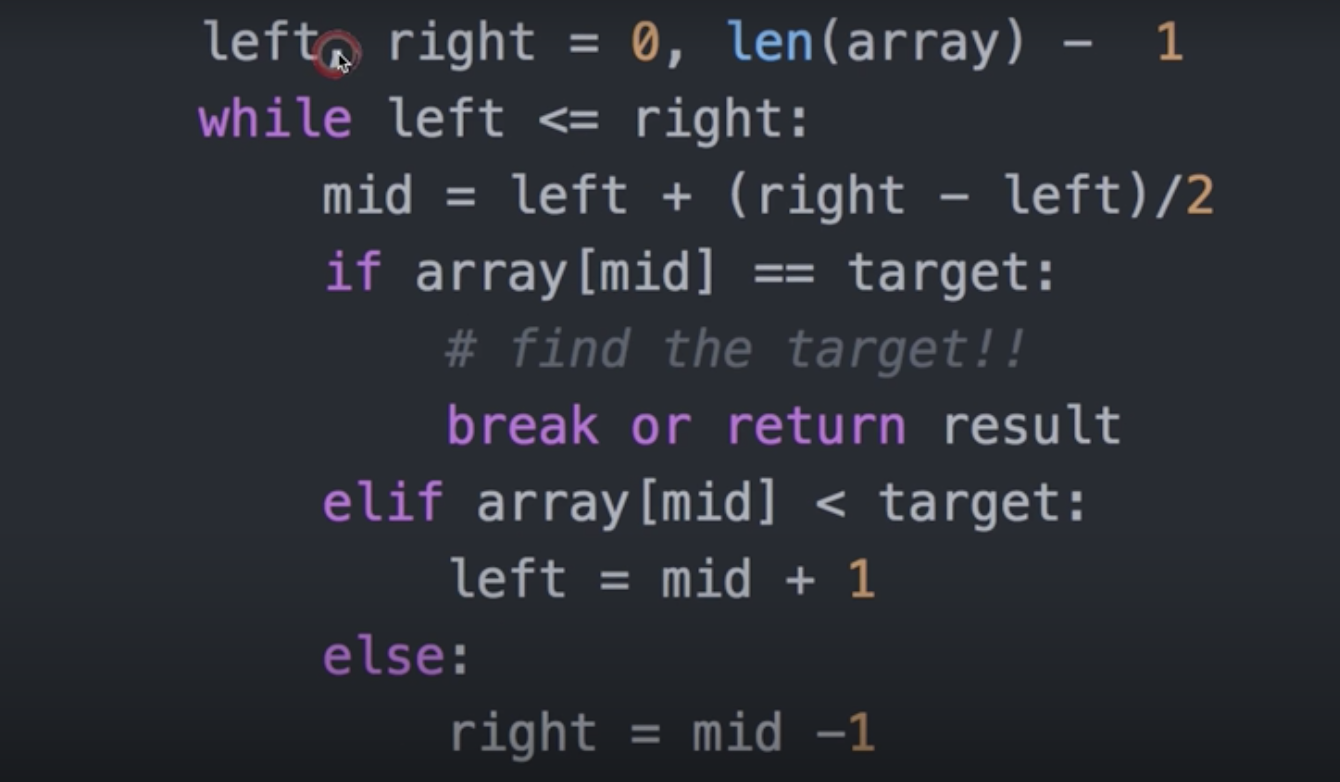 left, right = 0, len(array) -  1
while left <= right:
    mid = left + (right - left)/2
    if array[mid] == target:
        # find the target!!
        break or return result
    elif array[mid] < target:
        left = mid + 1
    else:
        right = mid -1